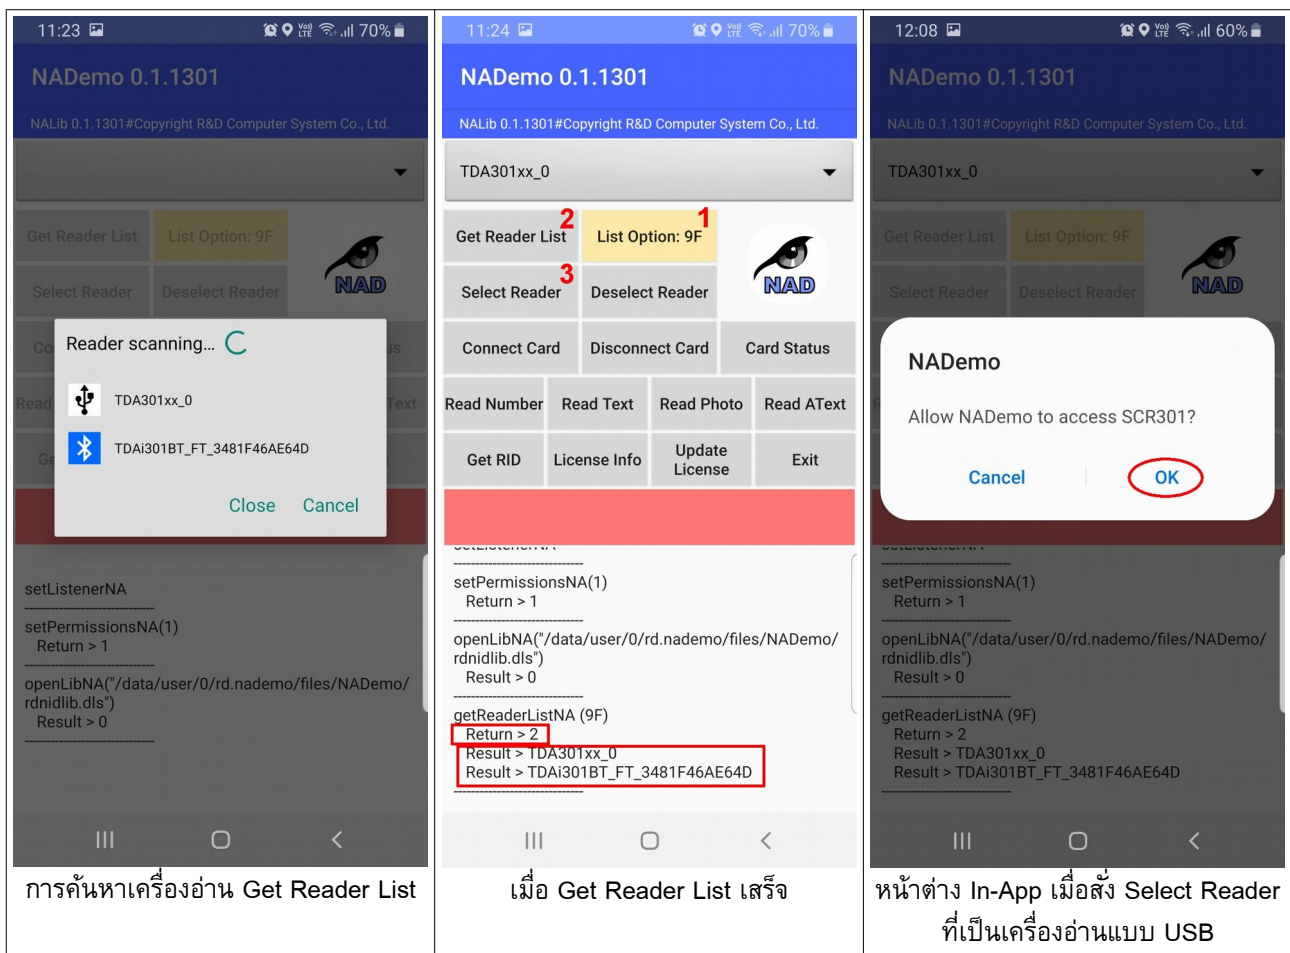 11:23
70%
NADemo 0.1.1301
NALib 0.1.1301#Copyright R&D Computer System Co., Ltd.
Get Reader List
List Option: 9F
Select Reader
Deselect Reader
NAD
Reader scanning...
TDA301xx_0
TDAi301BT_FT_3481F46AE64D
Close
Cancel
setListenerNA
------------------------------
setPermissionsNA(1)
Return > 1
------------------------------
openLibNA("/data/user/0/rd.nademo/files/NADemo/
rdnidlib.dls")
Result > 0
------------------------------
การค้นหาเครื่องอ่าน Get Reader List
11:24
70%
NADemo 0.1.1301
NALib 0.1.1301#Copyright R&D Computer System Co., Ltd.
TDA301xx_0
Get Reader List 2
List Option: 9F 1
Select Reader 3
Deselect Reader
NAD
Connect Card
Disconnect Card
Card Status
Read Number
Read Text
Read Photo
Read AText
Get RID
License Info
Update
License
Exit
setListenerNA
------------------------------
setPermissionsNA(1)
Return > 1
------------------------------
openLibNA("/data/user/0/rd.nademo/files/NADemo/
rdnidlib.dls")
Result > 0
------------------------------
getReaderListNA (9F)
Return > 2
Result > TDA301xx_0
Result > TDAi301BT_FT_3481F46AE64D
------------------------------
เมื่อ Get Reader List เสร็จ
12:08
60%
NADemo 0.1.1301
NALib 0.1.1301#Copyright R&D Computer System Co., Ltd.
TDA301xx_0
Get Reader List
List Option: 9F
Select Reader
Deselect Reader
NAD
NADemo
Allow NADemo to access SCR301?
Cancel
OK
setListenerNA
------------------------------
setPermissionsNA(1)
Return > 1
------------------------------
openLibNA("/data/user/0/rd.nademo/files/NADemo/
rdnidlib.dls")
Result > 0
------------------------------
getReaderListNA (9F)
Return > 2
Result > TDA301xx_0
Result > TDAi301BT_FT_3481F46AE64D
------------------------------
หน้าต่าง In-App เมื่อสั่ง Select Reader
ที่เป็นเครื่องอ่านแบบ USB